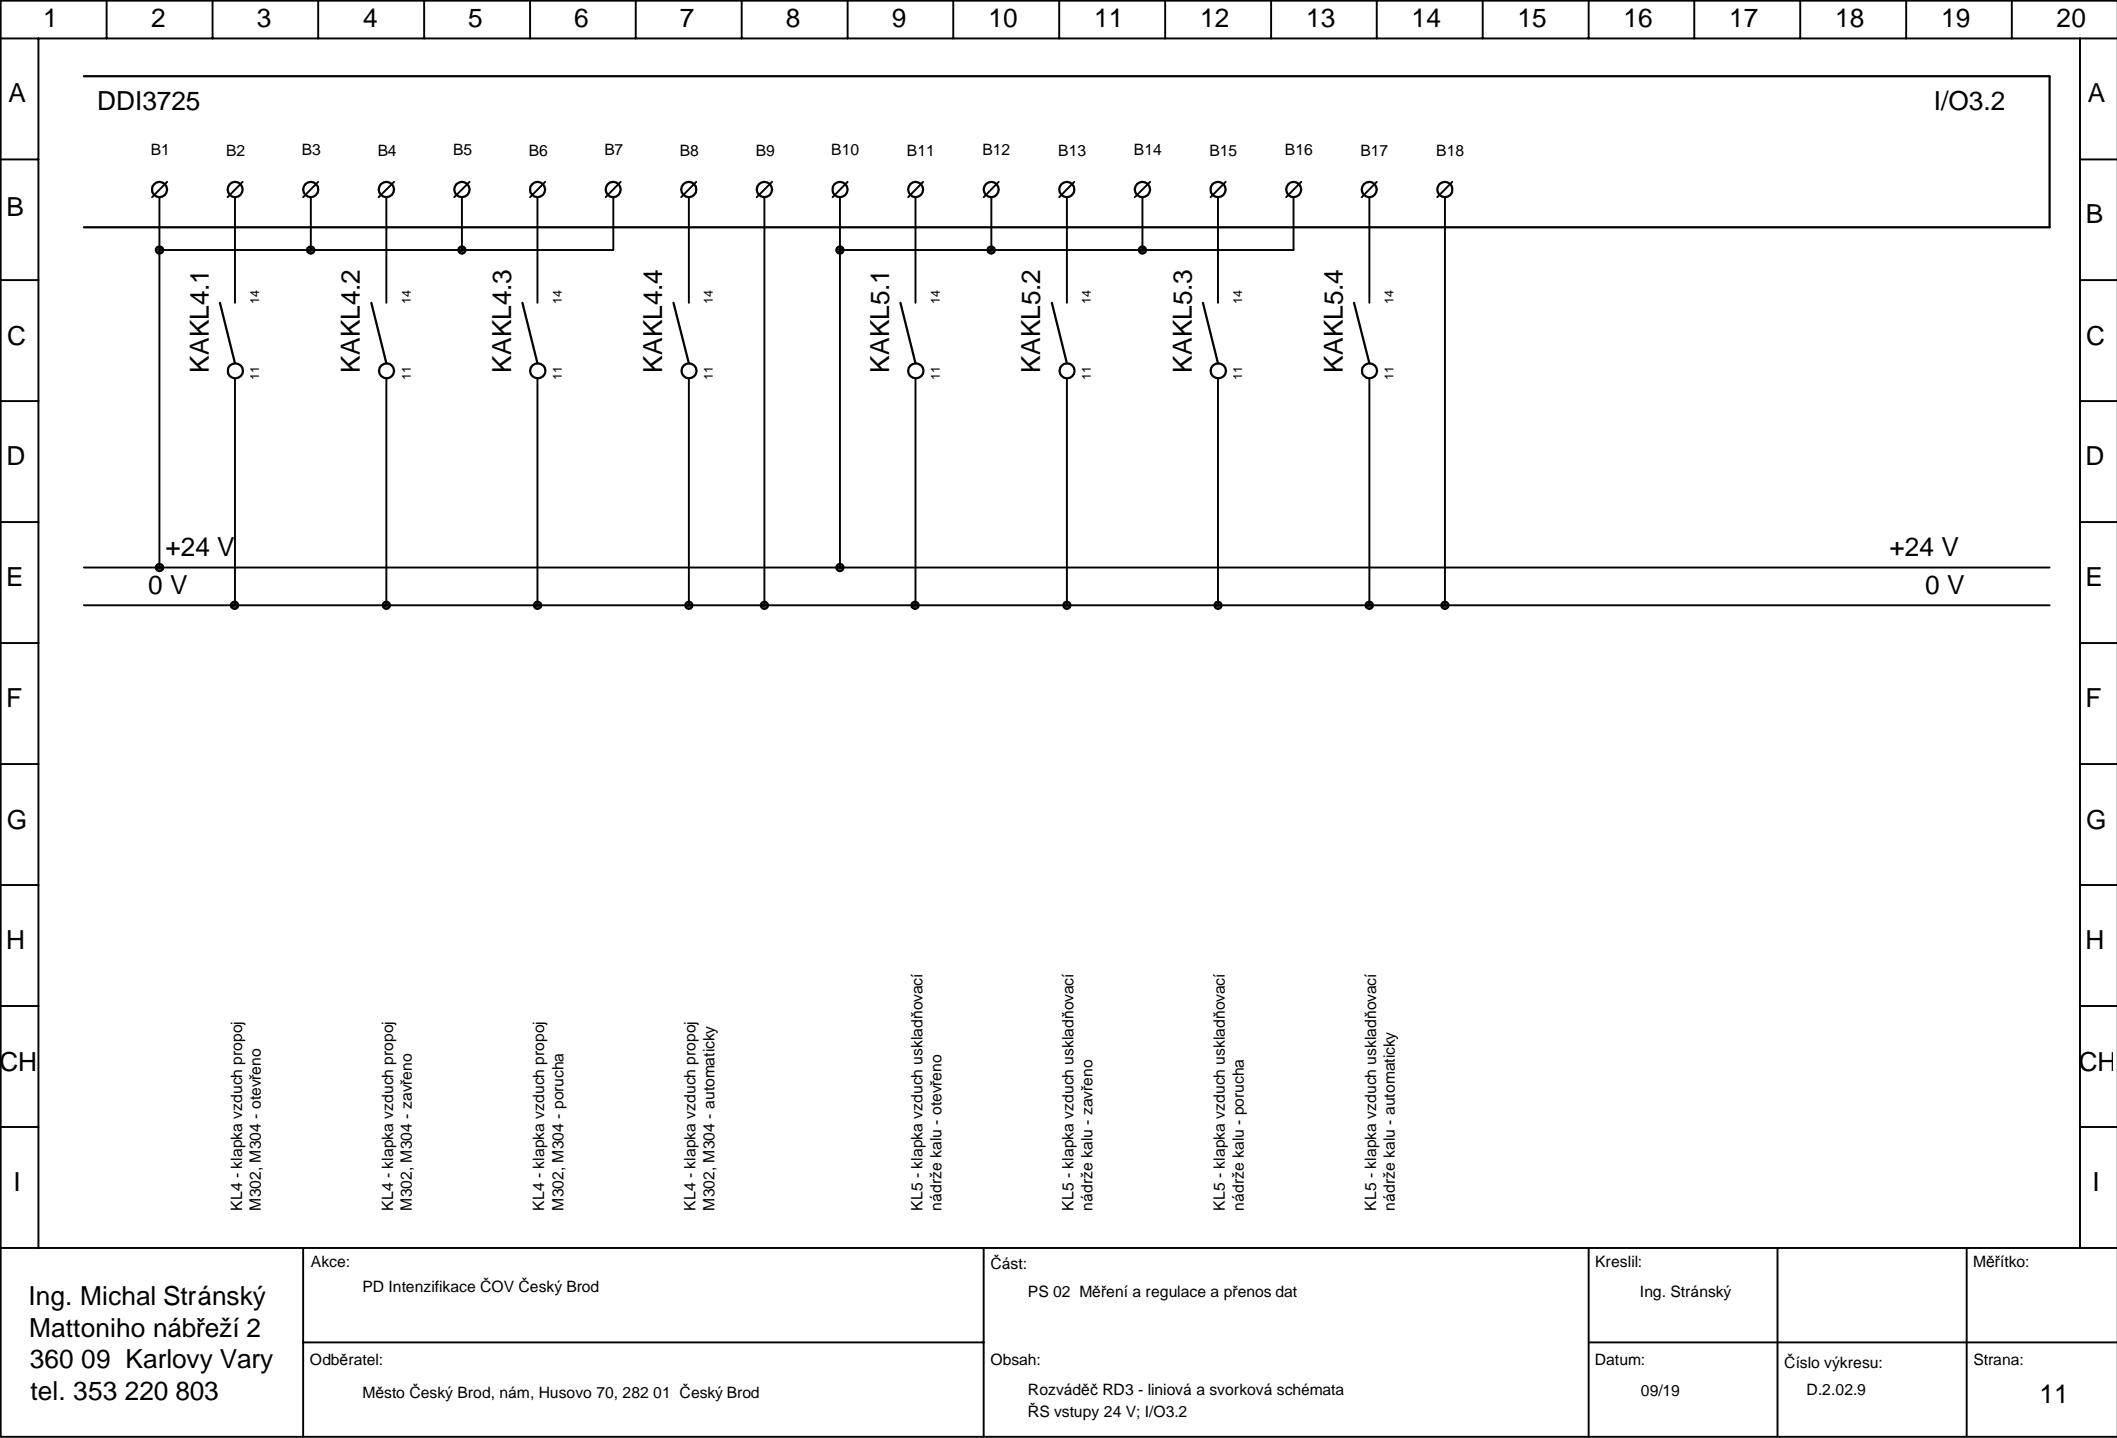 1 2 3 4 5 6 7 8 9 10 11 12 13 14 15 16 17 18 19 20
A A
DDI3725 I/O3.2
B1 B2 B3 B4 B5 B6 B7 B8 B9 B10 B11 B12 B13 B14 B15 B16 B17 B18
B B
KAKL4.1 14 11
KAKL4.2 14 11
KAKL4.3 14 11
KAKL4.4 14 11
KAKL5.1 14 11
KAKL5.2 14 11
KAKL5.3 14 11
KAKL5.4 14 11
C C
D D
+24 V +24 V
E E
0 V 0 V
F F
G G
H H
KL4 - klapka vzduch propoj
M302, M304 - otevřeno
KL4 - klapka vzduch propoj
M302, M304 - zavřeno
KL4 - klapka vzduch propoj
M302, M304 - porucha
KL4 - klapka vzduch propoj
M302, M304 - automaticky
KL5 - klapka vzduch uskladňovací
nádrže kalu - otevřeno
KL5 - klapka vzduch uskladňovací
nádrže kalu - zavřeno
KL5 - klapka vzduch uskladňovací
nádrže kalu - porucha
KL5 - klapka vzduch uskladňovací
nádrže kalu - automaticky
CH CH
I I
Ing. Michal Stránský
Mattoniho nábřeží 2
360 09 Karlovy Vary
tel. 353 220 803
Akce:
PD Intenzifikace ČOV Český Brod
Odběratel:
Město Český Brod, nám, Husovo 70, 282 01 Český Brod
Část:
PS 02 Měření a regulace a přenos dat
Obsah:
Rozváděč RD3 - liniová a svorková schémata
ŘS vstupy 24 V; I/O3.2
Kreslil:
Ing. Stránský
Měřítko:
Datum:
09/19
Číslo výkresu:
D.2.02.9
Strana:
11